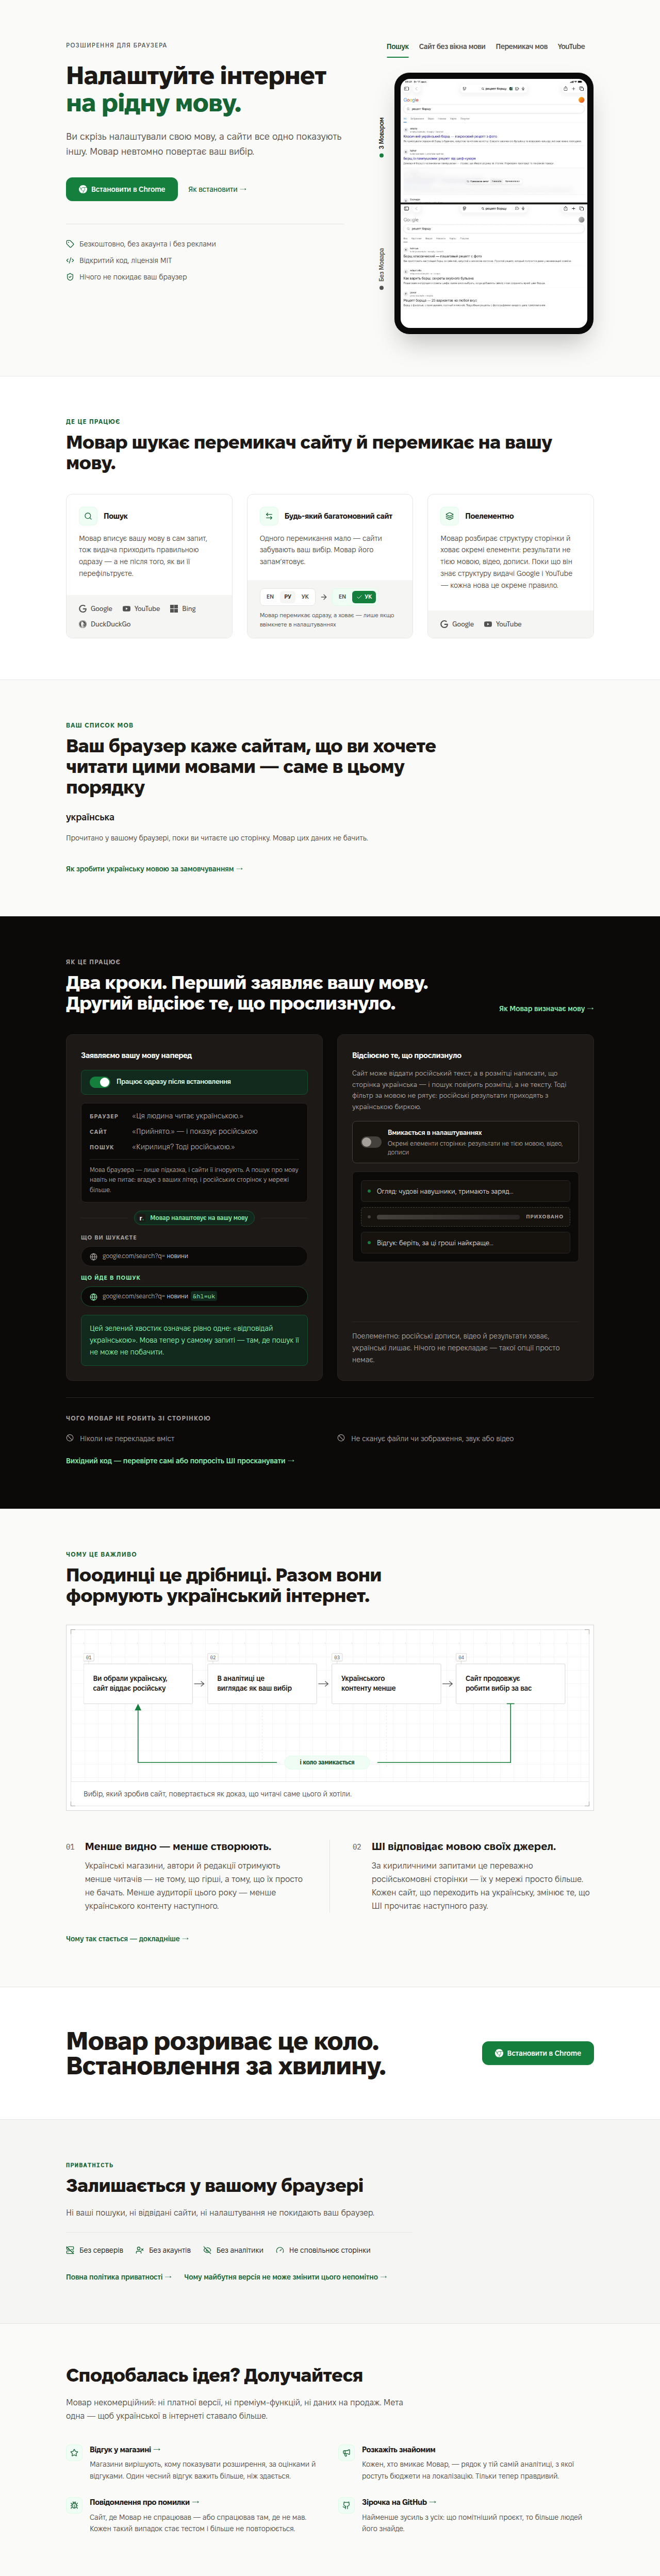 РОЗШИРЕННЯ ДЛЯ БРАУЗЕРА
Налаштуйте інтернет
на рідну мову.
Ви скрізь налаштували свою мову, а сайти все одно показують
іншу. Мовар невтомно повертає ваш вибір.
Встановити в Chrome
Як встановити →
Безкоштовно, без акаунта і без реклами
Відкритий код, ліцензія MIT
Нічого не покидає ваш браузер
Пошук Сайт без вікна мови Перемикач мов YouTube
З Моваром
Без Мовара
ДЕ ЦЕ ПРАЦЮЄ
Мовар шукає перемикач сайту й перемикає на вашу
мову.
Пошук
Мовар вписує вашу мову в сам запит,
тож видача приходить правильною
одразу — а не після того, як ви її
перефільтруєте.
Google YouTube Bing
DuckDuckGo
Будь-який багатомовний сайт
Одного перемикання мало — сайти
забувають ваш вибір. Мовар його
запам'ятовує.
EN РУ УК → EN УК
Мовар перемикає одразу, а ховає — лише якщо
ввімкнете в налаштуваннях
Поелементно
Мовар розбирає структуру сторінки й
ховає окремі елементи: результати не
тією мовою, відео, дописи. Поки що він
знає структуру видачі Google і YouTube
— кожна нова це окреме правило.
Google YouTube
ВАШ СПИСОК МОВ
Ваш браузер каже сайтам, що ви хочете
читати цими мовами — саме в цьому
порядку
українська
Прочитано у вашому браузері, поки ви читаєте цю сторінку. Мовар цих даних не бачить.
Як зробити українську мовою за замовчуванням →
ЯК ЦЕ ПРАЦЮЄ
Два кроки. Перший заявляє вашу мову.
Другий відсіює те, що прослизнуло.
Як Мовар визначає мову →
Заявляємо вашу мову наперед
Працює одразу після встановлення
БРАУЗЕР «Ця людина читає українською.»
САЙТ «Прийнято.» — і показує російською
ПОШУК «Кирилиця? Тоді російською.»
Мова браузера — лише підказка, і сайти її ігнорують. А пошук про мову
навіть не питає: вгадує з ваших літер, і російських сторінок у мережі
більше.
Мовар налаштовує на вашу мову
ЩО ВИ ШУКАЄТЕ
google.com/search?q= новини
ЩО ЙДЕ В ПОШУК
google.com/search?q= новини &hl=uk
Цей зелений хвостик означає рівно одне: «відповідай
українською». Мова тепер у самому запиті — там, де пошук її
не може не побачити.
Відсіюємо те, що прослизнуло
Сайт може віддати російський текст, а в розмітці написати, що
сторінка українська — і пошук повірить розмітці, а не тексту. Тоді
фільтр за мовою не рятує: російські результати приходять з
українською биркою.
Вмикається в налаштуваннях
Окремі елементи сторінки: результати не тією мовою, відео,
дописи
Огляд: чудові навушники, тримають заряд…
ПРИХОВАНО
Відгук: беріть, за ці гроші найкраще…
Поелементно: російські дописи, відео й результати ховає,
українські лишає. Нічого не перекладає — такої опції просто
немає.
ЧОГО МОВАР НЕ РОБИТЬ ЗІ СТОРІНКОЮ
Ніколи не перекладає вміст
Не сканує файли чи зображення, звук або відео
Вихідний код — перевірте самі або попросіть ШІ просканувати →
ЧОМУ ЦЕ ВАЖЛИВО
Поодинці це дрібниці. Разом вони
формують український інтернет.
01 02 03 04
Ви обрали українську,
сайт віддає російську
В аналітиці це
виглядає як ваш вибір
Українського
контенту менше
Сайт продовжує
робити вибір за вас
і коло замикається
Вибір, який зробив сайт, повертається як доказ, що читачі саме цього й хотіли.
01 Менше видно — менше створюють.
Українські магазини, автори й редакції отримують
менше читачів — не тому, що гірші, а тому, що їх просто
не бачать. Менше аудиторії цього року — менше
українського контенту наступного.
02 ШІ відповідає мовою своїх джерел.
За кириличними запитами це переважно
російськомовні сторінки — їх у мережі просто більше.
Кожен сайт, що переходить на українську, змінює те, що
ШІ прочитає наступного разу.
Чому так стається — докладніше →
Мовар розриває це коло.
Встановлення за хвилину.
Встановити в Chrome
ПРИВАТНІСТЬ
Залишається у вашому браузері
Ні ваші пошуки, ні відвідані сайти, ні налаштування не покидають ваш браузер.
Без серверів Без акаунтів Без аналітики Не сповільнює сторінки
Повна політика приватності → Чому майбутня версія не може змінити цього непомітно →
Сподобалась ідея? Долучайтеся
Мовар некомерційний: ні платної версії, ні преміум-функцій, ні даних на продаж. Мета
одна — щоб української в інтернеті ставало більше.
Відгук у магазині →
Магазини вирішують, кому показувати розширення, за оцінками й
відгуками. Один чесний відгук важить більше, ніж здається.
Розкажіть знайомим
Кожен, хто вмикає Мовар, — рядок у тій самій аналітиці, з якої
ростуть бюджети на локалізацію. Тільки тепер правдивий.
Повідомлення про помилки →
Сайт, де Мовар не спрацював — або спрацював там, де не мав.
Кожен такий випадок стає тестом і більше не повторюється.
Зірочка на GitHub →
Найменше зусиль з усіх: що помітніший проєкт, то більше людей
його знайде.